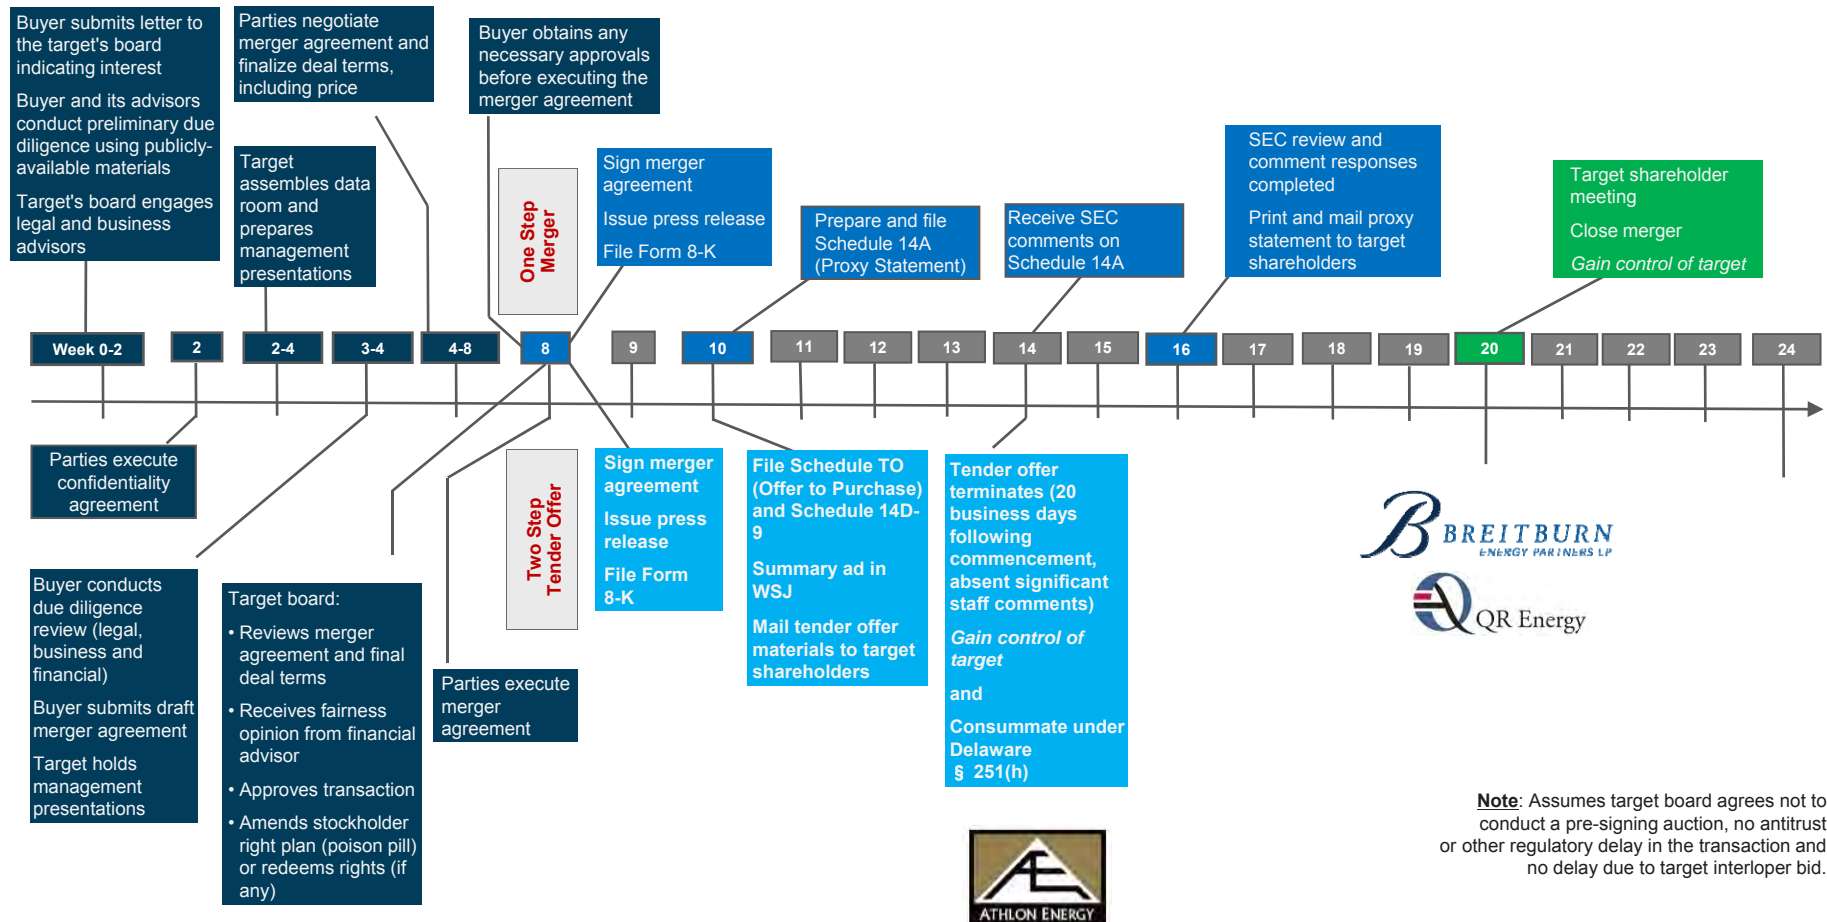 Buyer submits letter to
the target's board
indicating interest
Buyer and its advisors
conduct preliminary due
diligence using publicly-
available materials
Target's board engages
legal and business
advisors
Parties negotiate
merger agreement and
finalize deal terms,
including price
Target
assembles data
room and
prepares
management
presentations
Buyer obtains any
necessary approvals
before executing the
merger agreement
One Step
Merger
Sign merger
agreement
Issue press release
File Form 8-K
Prepare and file
Schedule 14A
(Proxy Statement)
Receive SEC
comments on
Schedule 14A
SEC review and
comment responses
completed
Print and mail proxy
statement to target
shareholders
Target shareholder
meeting
Close merger
Gain control of target
Week 0-2
2
2-4
3-4
4-8
8
9
10
11
12
13
14
15
16
17
18
19
20
21
22
23
24
Parties execute
confidentiality
agreement
Buyer conducts
due diligence
review (legal,
business and
financial)
Buyer submits draft
merger agreement
Target holds
management
presentations
Target board:
• Reviews merger
agreement and final
deal terms
• Receives fairness
opinion from financial
advisor
• Approves transaction
• Amends stockholder
right plan (poison pill)
or redeems rights (if
any)
Parties execute
merger
agreement
Two Step
Tender Offer
Sign merger
agreement
Issue press
release
File Form
8-K
File Schedule TO
(Offer to Purchase)
and Schedule 14D-
9
Summary ad in
WSJ
Mail tender offer
materials to target
shareholders
Tender offer
terminates (20
business days
following
commencement,
absent significant
staff comments)
Gain control of
target
and
Consummate under
Delaware
§ 251(h)
BREITBURN
ENERGY PARTNERS LP
QR Energy
ATHLON ENERGY
Note: Assumes target board agrees not to
conduct a pre-signing auction, no antitrust
or other regulatory delay in the transaction and
no delay due to target interloper bid.